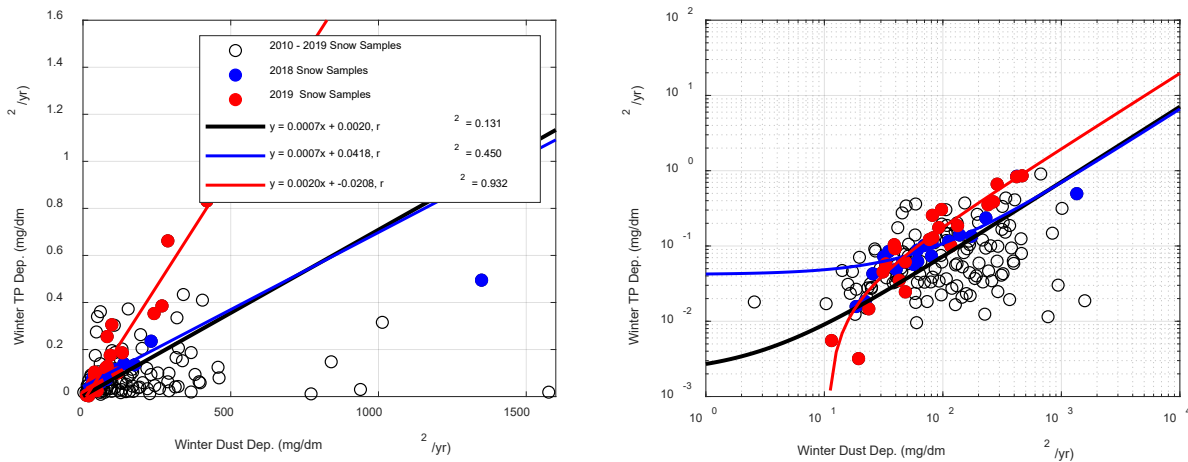 1.6
1.4
1.2
1
0.8
0.6
0.4
0.2
0
0
500
1000
1500
Winter TP Dep. (mg/dm 2 /yr)
Winter Dust Dep. (mg/dm 2 /yr)
2010 - 2019 Snow Samples
2018 Snow Samples
2019 Snow Samples
y = 0.0007x + 0.0020, r 2 = 0.131
y = 0.0007x + 0.0418, r 2 = 0.450
y = 0.0020x + -0.0208, r 2 = 0.932
10 2
10 1
10 0
10 -1
10 -2
10 -3
10 0
10 1
10 2
10 3
10 4
Winter TP Dep. (mg/dm 2 /yr)
Winter Dust Dep. (mg/dm 2 /yr)